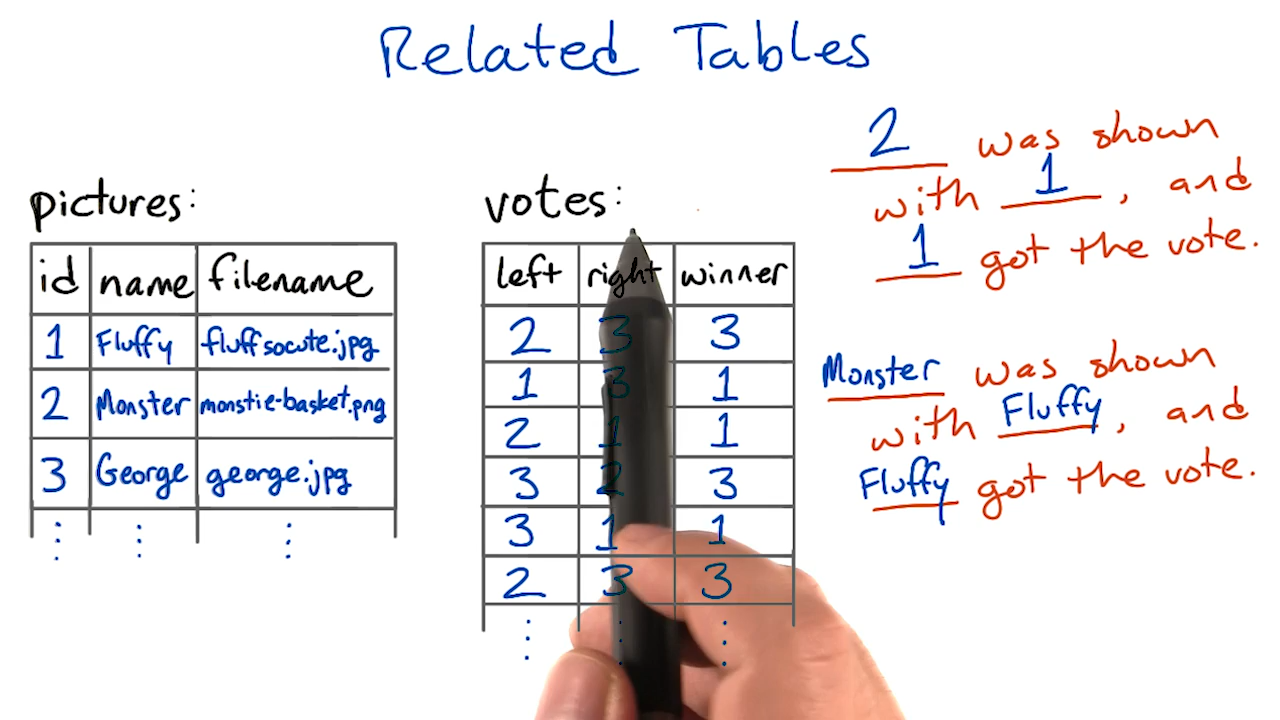 Related Tables
pictures:
id name filename
1 Fluffy fluffsocute.jpg
2 Monster monstie-basket.png
3 George george.jpg
votes:
left right winner
2 3 3
1 3 1
2 1 1
3 2 3
3 1 1
2 3 3
2 was shown
with 1, and
1 got the vote.
Monster was shown
with Fluffy, and
Fluffy got the vote.